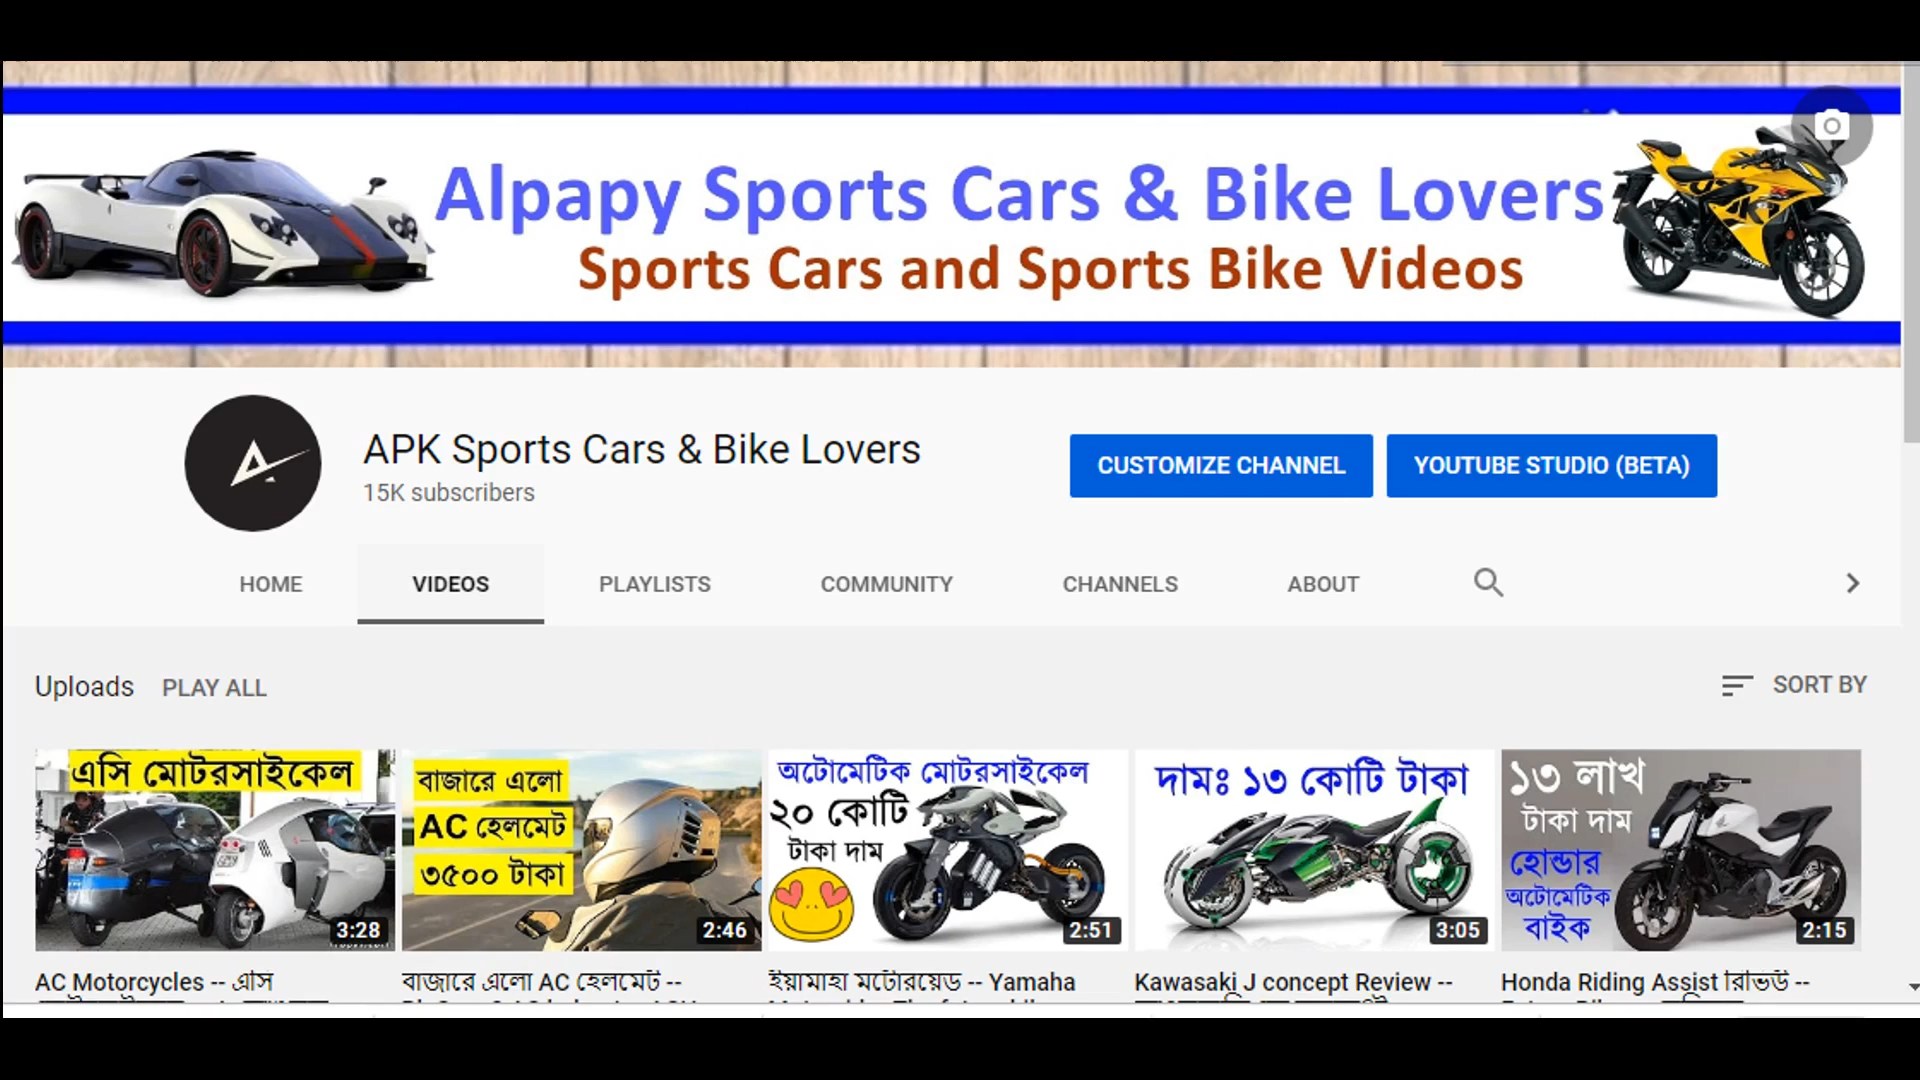 Alpapy Sports Cars & Bike Lovers
Sports Cars and Sports Bike Videos
SUZUKI
APK Sports Cars & Bike Lovers
15K subscribers
CUSTOMIZE CHANNEL
YOUTUBE STUDIO (BETA)
HOME
VIDEOS
PLAYLISTS
COMMUNITY
CHANNELS
ABOUT
Uploads
PLAY ALL
SORT BY
এসি মোটরসাইকেল
3:28
বাজারে এলো
AC হেলমেট
৩৫০০ টাকা
2:46
অটোমেটিক মোটরসাইকেল
২০ কোটি
টাকা দাম
2:51
দামঃ ১৩ কোটি টাকা
3:05
১৩ লাখ
টাকা দাম
হোন্ডার
অটোমেটিক
বাইক
2:15
AC Motorcycles -- এসি
বাজারে এলো AC হেলমেট --
ইয়ামাহা মটোরয়েড -- Yamaha
Kawasaki J concept Review --
Honda Riding Assist রিভিউ --